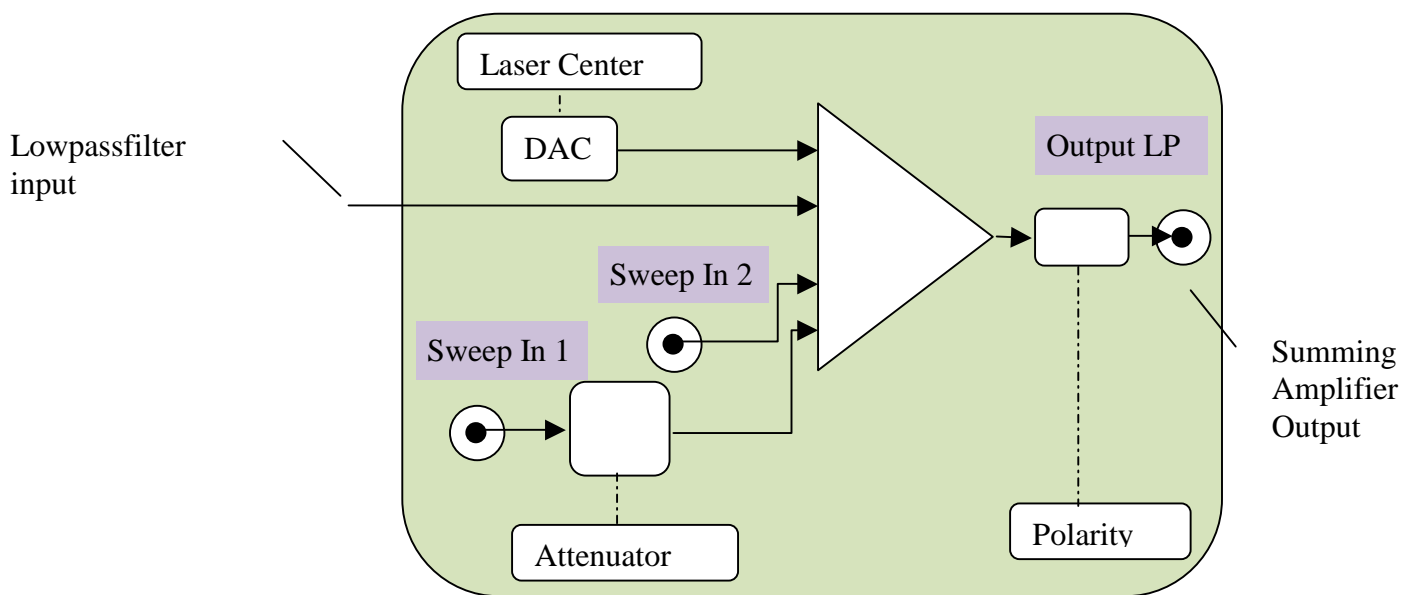 Laser Center
DAC
Lowpassfilter
input
Output LP
Sweep In 2
Sweep In 1
Summing
Amplifier
Output
Attenuator
Polarity